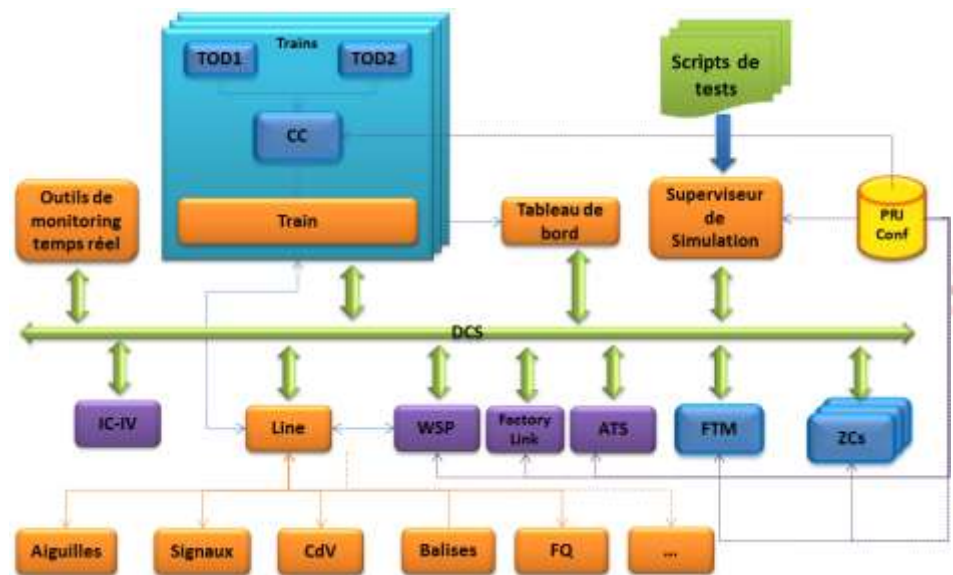 Trains
TOD1
TOD2
Scripts de
tests
CC
Outils de
monitoring
temps réel
Train
Tableau de
bord
Superviseur
de
Simulation
PRJ
Conf
DCS
IC-IV
Line
WSP
Factory
Link
ATS
FTM
ZCs
Aiguilles
Signaux
CdV
Balises
FQ
...